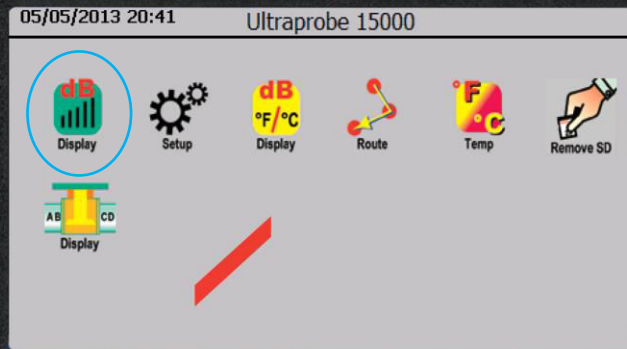 05/05/2013 20:41
Ultraprobe 15000
dB
Display
Setup
dB
°F/°C
Display
Route
°F
°C
Temp
Remove SD
AB
CD
Display